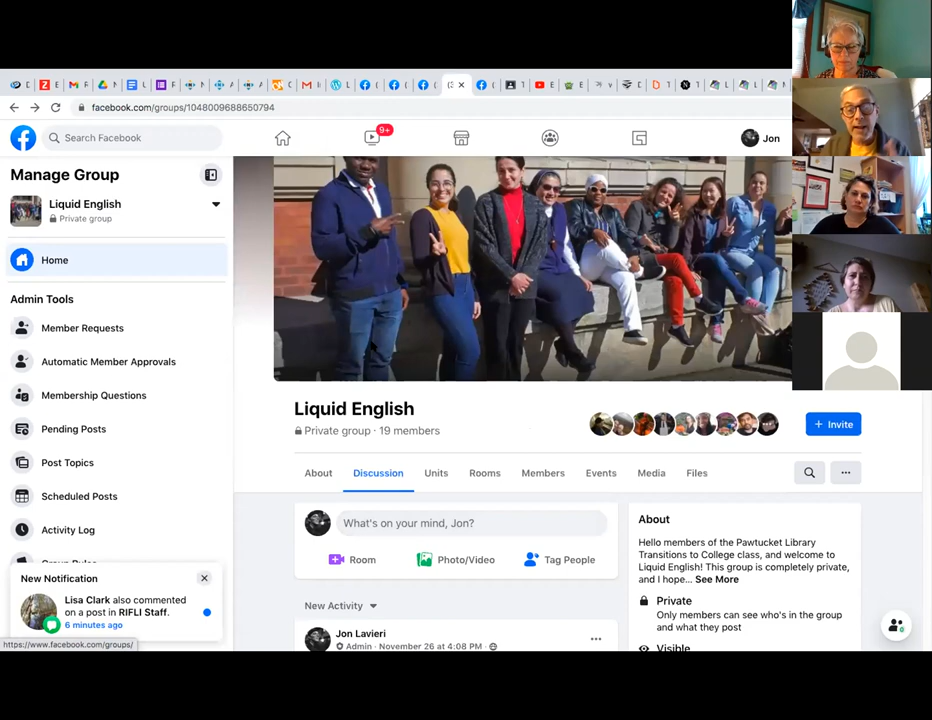 facebook.com/groups/1048009688650794
Search Facebook
9+
Jon
Manage Group
Liquid English
Private group
Home
Admin Tools
Member Requests
Automatic Member Approvals
Membership Questions
Pending Posts
Post Topics
Scheduled Posts
Activity Log
New Notification
Lisa Clark also commented
on a post in RIFLI Staff.
6 minutes ago
https://www.facebook.com/groups/
Liquid English
Private group · 19 members
+ Invite
About Discussion Units Rooms Members Events Media Files
What's on your mind, Jon?
Room Photo/Video Tag People
New Activity
Jon Lavieri
Admin · November 26 at 4:08 PM
About
Hello members of the Pawtucket Library
Transitions to College class, and welcome to
Liquid English! This group is completely private,
and I hope... See More
Private
Only members can see who's in the group
and what they post
Visible